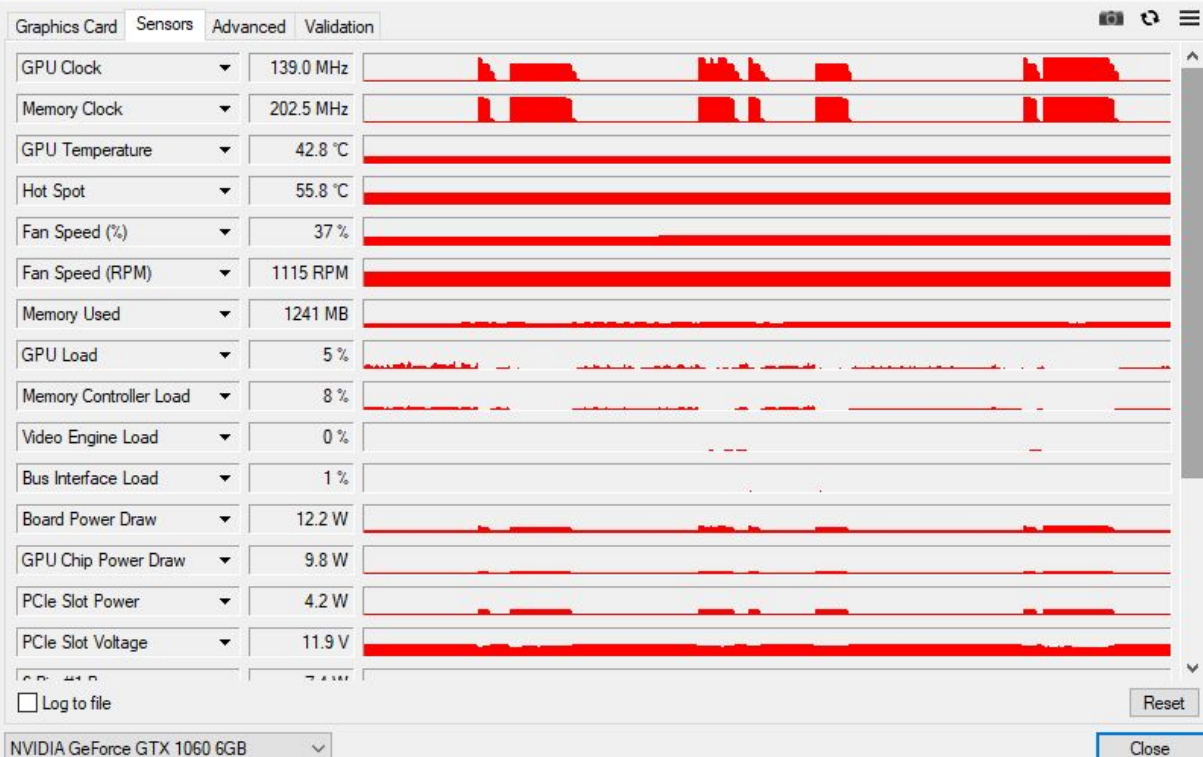 Graphics Card Sensors Advanced Validation
GPU Clock 139.0 MHz
Memory Clock 202.5 MHz
GPU Temperature 42.8 °C
Hot Spot 55.8 °C
Fan Speed (%) 37 %
Fan Speed (RPM) 1115 RPM
Memory Used 1241 MB
GPU Load 5 %
Memory Controller Load 8 %
Video Engine Load 0 %
Bus Interface Load 1 %
Board Power Draw 12.2 W
GPU Chip Power Draw 9.8 W
PCIe Slot Power 4.2 W
PCIe Slot Voltage 11.9 V
Log to file Reset
NVIDIA GeForce GTX 1060 6GB Close